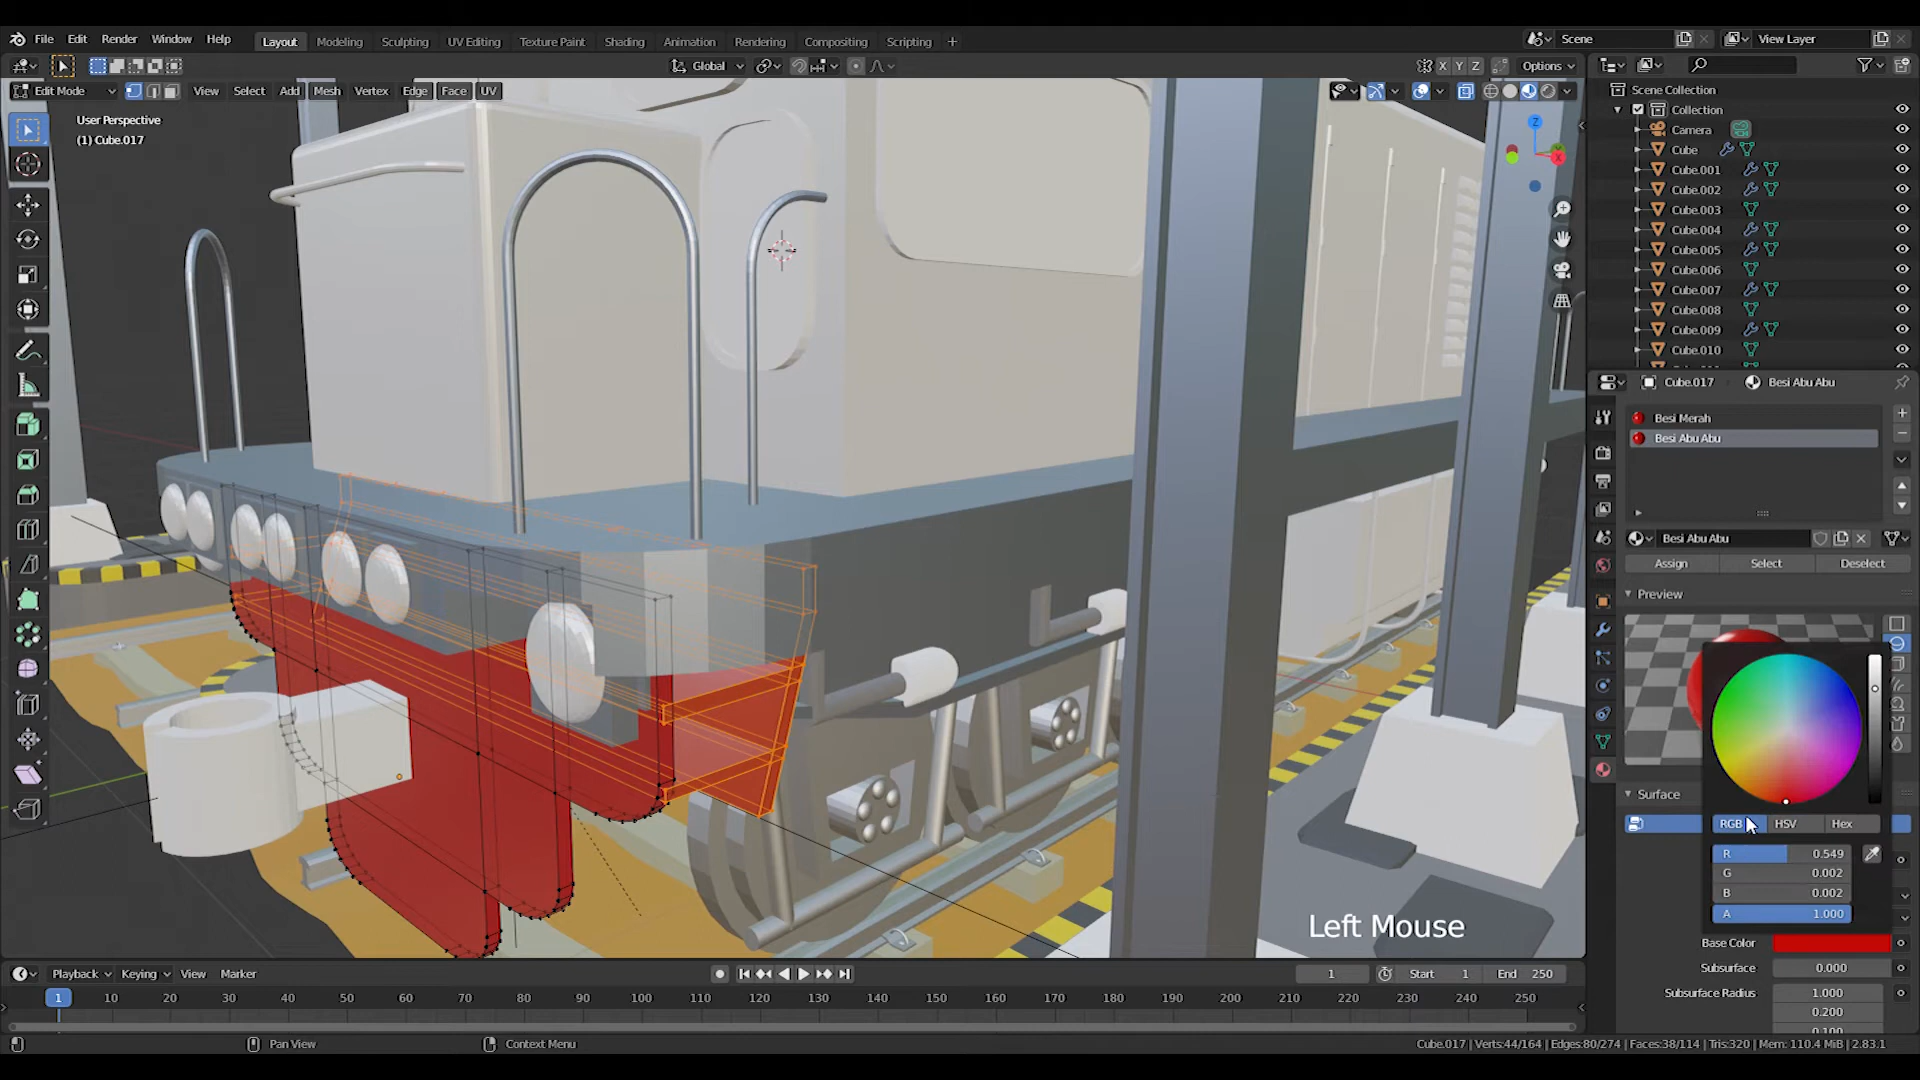 File Edit Render Window Help Layout Modeling Sculpting UV Editing Texture Paint Shading Animation Rendering Compositing Scripting + Scene View Layer
Global X Y Z Options
Edit Mode View Select Add Mesh Vertex Edge Face UV
User Perspective
(1) Cube.017
Z
X
Scene Collection
Collection
Camera
Cube
Cube.001
Cube.002
Cube.003
Cube.004
Cube.005
Cube.006
Cube.007
Cube.008
Cube.009
Cube.010
Cube.017 Besi Abu Abu
Besi Merah
Besi Abu Abu
Besi Abu Abu
Assign Select Deselect
Preview
Surface
RGB HSV Hex
R 0.549
G 0.002
B 0.002
A 1.000
Base Color
Subsurface 0.000
Subsurface Radius 1.000
0.200
0.100
Left Mouse
Playback Keying View Marker 1 Start 1 End 250
1 10 20 30 40 50 60 70 80 90 100 110 120 130 140 150 160 170 180 190 200 210 220 230 240 250
Pan View Context Menu Cube.017 | Verts:44/164 | Edges:80/274 | Faces:38/114 | Tris:320 | Mem: 110.4 MiB | 2.83.1